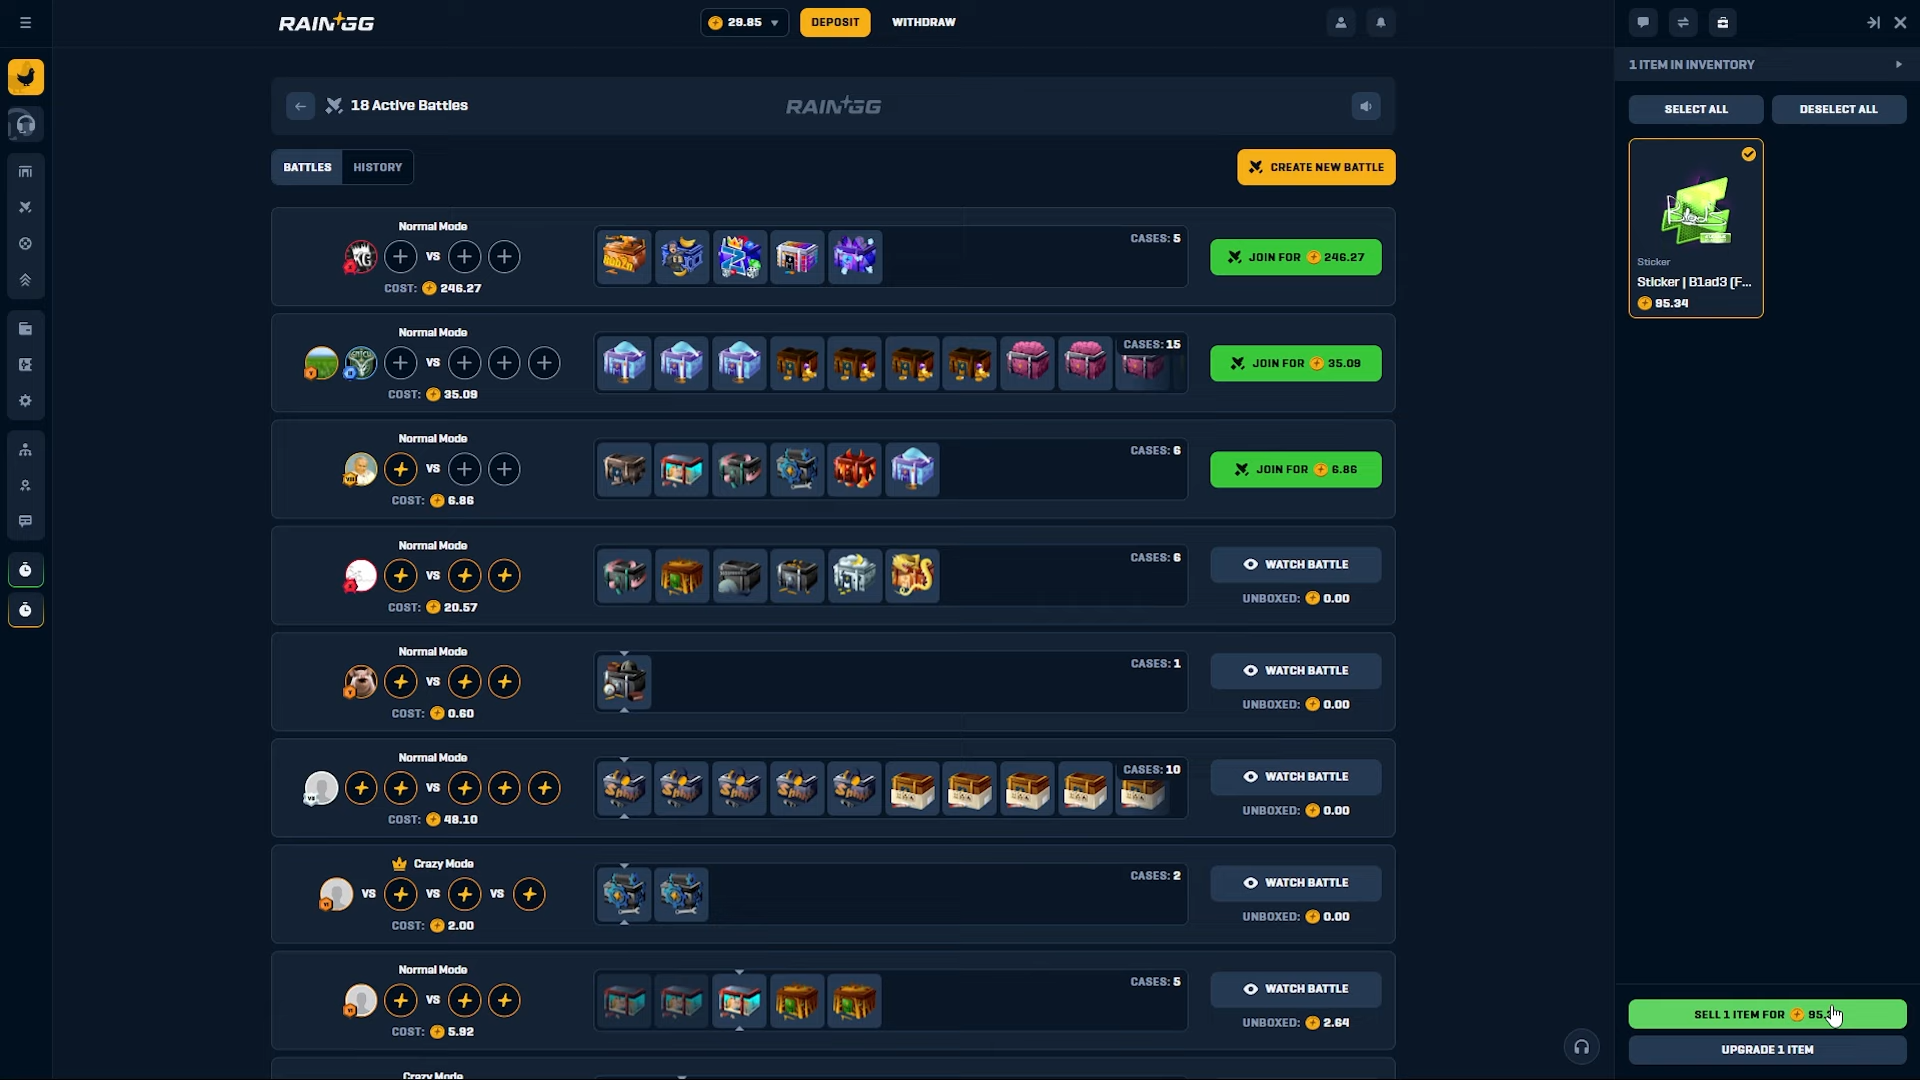 RAIN GG
29.85
DEPOSIT
WITHDRAW
1 ITEM IN INVENTORY
SELECT ALL
DESELECT ALL
Sticker
Sticker | B1ad3 (F...
95.34
18 Active Battles
RAIN GG
BATTLES
HISTORY
CREATE NEW BATTLE
Normal Mode
VS
COST: 246.27
CASES: 5
JOIN FOR 246.27
Normal Mode
VS
COST: 35.09
CASES: 15
JOIN FOR 35.09
Normal Mode
VS
COST: 6.86
CASES: 6
JOIN FOR 6.86
Normal Mode
VS
COST: 20.57
CASES: 6
WATCH BATTLE
UNBOXED: 0.00
Normal Mode
VS
COST: 0.60
CASES: 1
WATCH BATTLE
UNBOXED: 0.00
Normal Mode
VS
COST: 48.10
CASES: 10
WATCH BATTLE
UNBOXED: 0.00
Crazy Mode
VS VS VS
COST: 2.00
CASES: 2
WATCH BATTLE
UNBOXED: 0.00
Normal Mode
VS
COST: 5.92
CASES: 5
WATCH BATTLE
UNBOXED: 2.64
Crazy Mode
SELL 1 ITEM FOR 95.
UPGRADE 1 ITEM